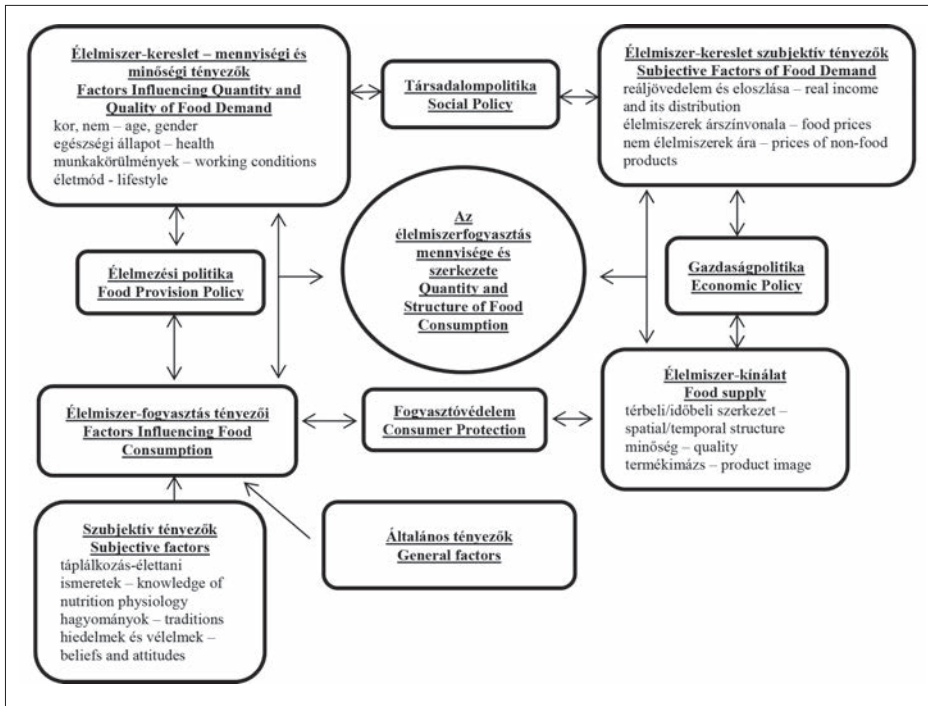 Élelmiszer-kereslet – mennyiségi és
minőségi tényezők
Factors Influencing Quantity and
Quality of Food Demand
kor, nem – age, gender
egészségi állapot – health
munkakörülmények – working conditions
életmód - lifestyle
Társadalompolitika
Social Policy
Élelmiszer-kereslet szubjektív tényezők
Subjective Factors of Food Demand
reáljövedelem és eloszlása – real income
and its distribution
élelmiszerek árszínvonala – food prices
nem élelmiszerek ára – prices of non-food
products
Élelmezési politika
Food Provision Policy
Az
élelmiszerfogyasztás
mennyisége és
szerkezete
Quantity and
Structure of Food
Consumption
Gazdaságpolitika
Economic Policy
Élelmiszer-fogyasztás tényezői
Factors Influencing Food
Consumption
Fogyasztóvédelem
Consumer Protection
Élelmiszer-kínálat
Food supply
térbeli/időbeli szerkezet –
spatial/temporal structure
minőség – quality
termékimázs – product image
Szubjektív tényezők
Subjective factors
táplálkozás-élettani
ismeretek – knowledge of
nutrition physiology
hagyományok – traditions
hiedelmek és vélelmek –
beliefs and attitudes
Általános tényezők
General factors